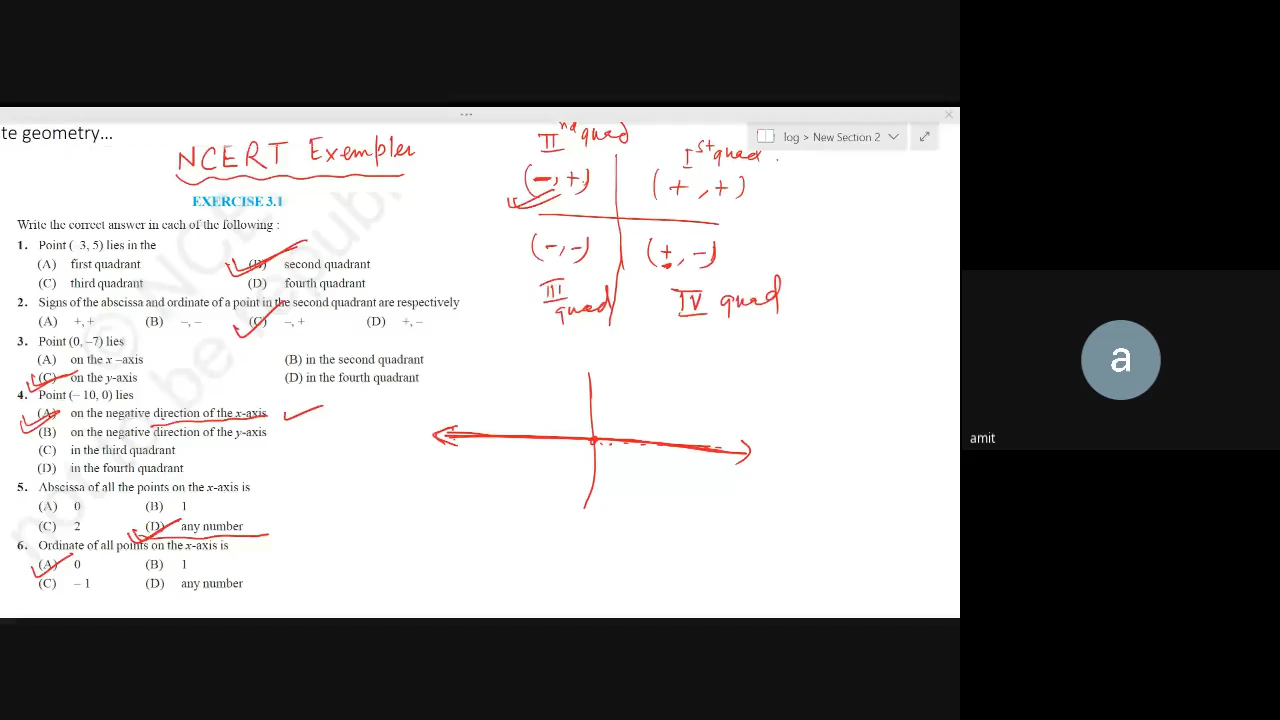 te geometry...
log > New Section 2
NCERT Exempler
EXERCISE 3.1
Write the correct answer in each of the following :
1. Point ( 3, 5) lies in the
(A) first quadrant (B) second quadrant
(C) third quadrant (D) fourth quadrant
2. Signs of the abscissa and ordinate of a point in the second quadrant are respectively
(A) +, + (B) –, – (C) –, + (D) +, –
3. Point (0, –7) lies
(A) on the x –axis (B) in the second quadrant
(C) on the y-axis (D) in the fourth quadrant
4. Point (– 10, 0) lies
(A) on the negative direction of the x-axis
(B) on the negative direction of the y-axis
(C) in the third quadrant
(D) in the fourth quadrant
5. Abscissa of all the points on the x-axis is
(A) 0 (B) 1
(C) 2 (D) any number
6. Ordinate of all points on the x-axis is
(A) 0 (B) 1
(C) – 1 (D) any number
II nd quad
I st quad.
(-, +)
(+, +)
(-, -)
(+, -)
III quad
IV quad
a
amit